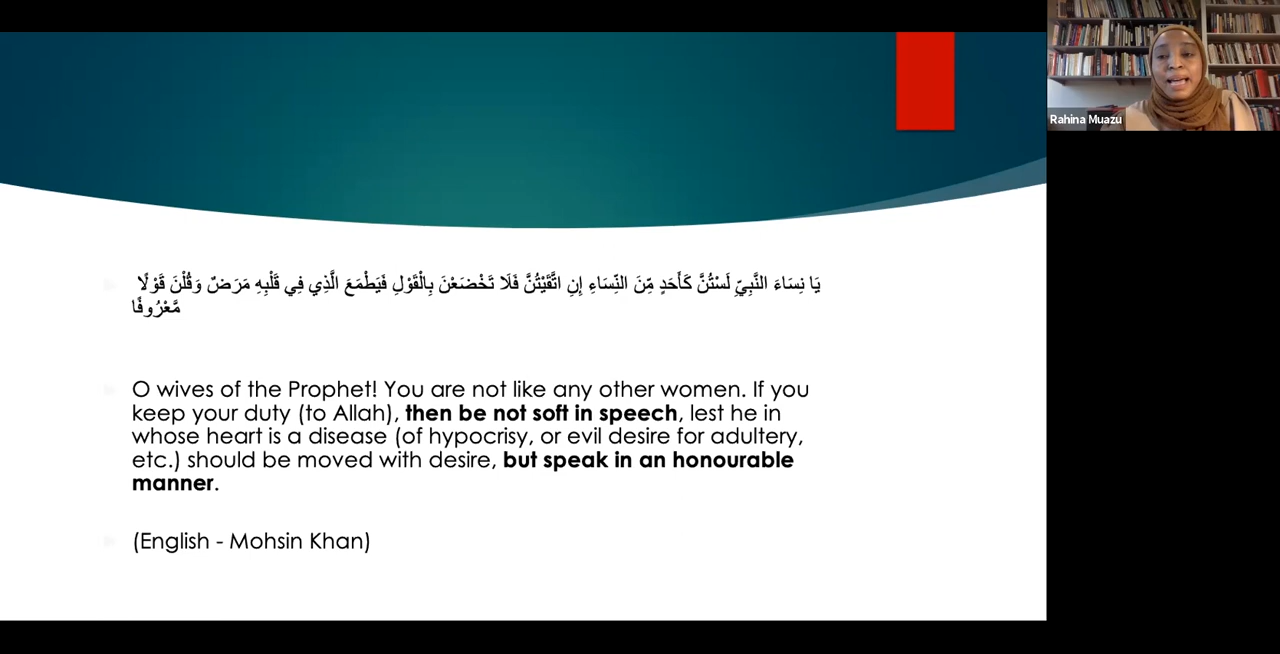 يَا نِسَاءَ النَّبِيِّ لَسْتُنَّ كَأَحَدٍ مِّنَ النِّسَاءِ إِنِ اتَّقَيْتُنَّ فَلَا تَخْضَعْنَ بِالْقَوْلِ فَيَطْمَعَ الَّذِي فِي قَلْبِهِ مَرَضٌ وَقُلْنَ قَوْلًا
مَّعْرُوفًا
O wives of the Prophet! You are not like any other women. If you
keep your duty (to Allah), then be not soft in speech, lest he in
whose heart is a disease (of hypocrisy, or evil desire for adultery,
etc.) should be moved with desire, but speak in an honourable
manner.
(English - Mohsin Khan)
Rahina Muazu